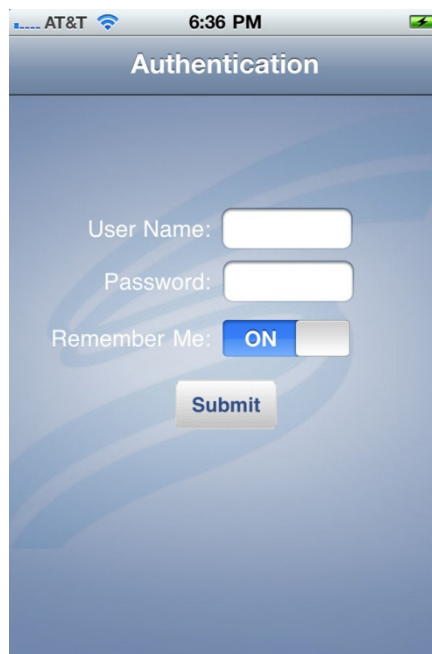 AT&T 6:36 PM
Authentication
User Name:
Password:
Remember Me: ON
Submit